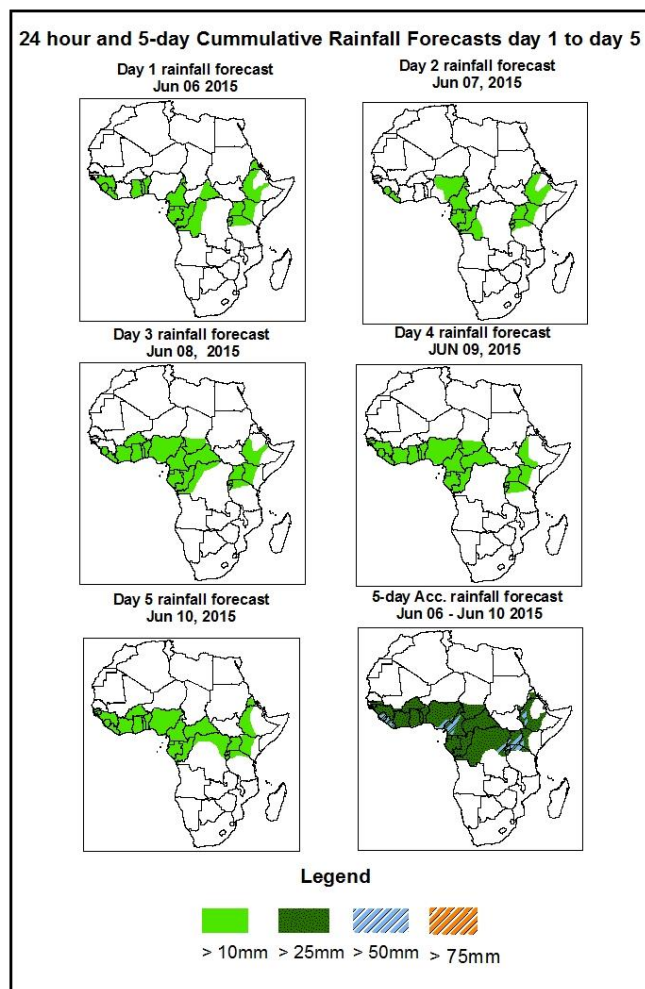 24 hour and 5-day Cummulative Rainfall Forecasts day 1 to day 5
Day 1 rainfall forecast
Jun 06 2015
Day 2 rainfall forecast
Jun 07, 2015
Day 3 rainfall forecast
Jun 08, 2015
Day 4 rainfall forecast
JUN 09, 2015
Day 5 rainfall forecast
Jun 10, 2015
5-day Acc. rainfall forecast
Jun 06 - Jun 10 2015
Legend
> 10mm > 25mm > 50mm > 75mm